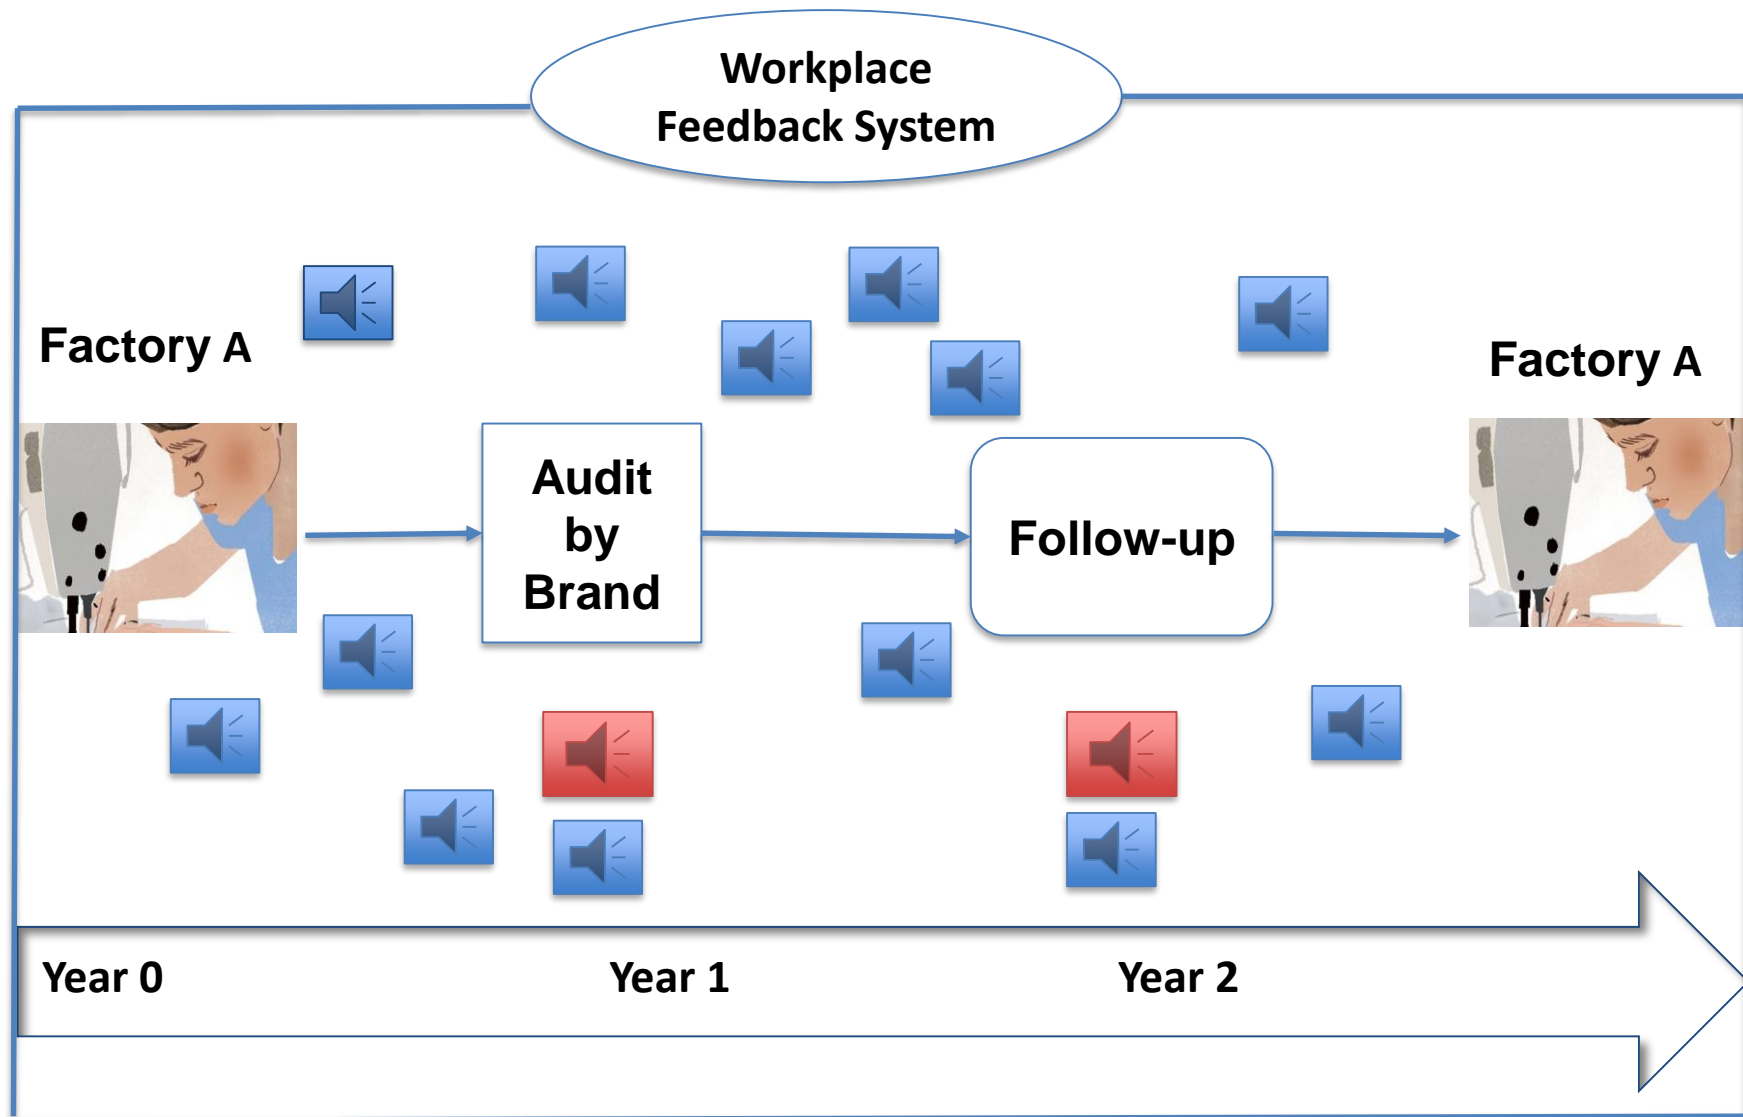 Workplace
Feedback System
Factory A
Factory A
Audit
by
Brand
Follow-up
Year 0
Year 1
Year 2